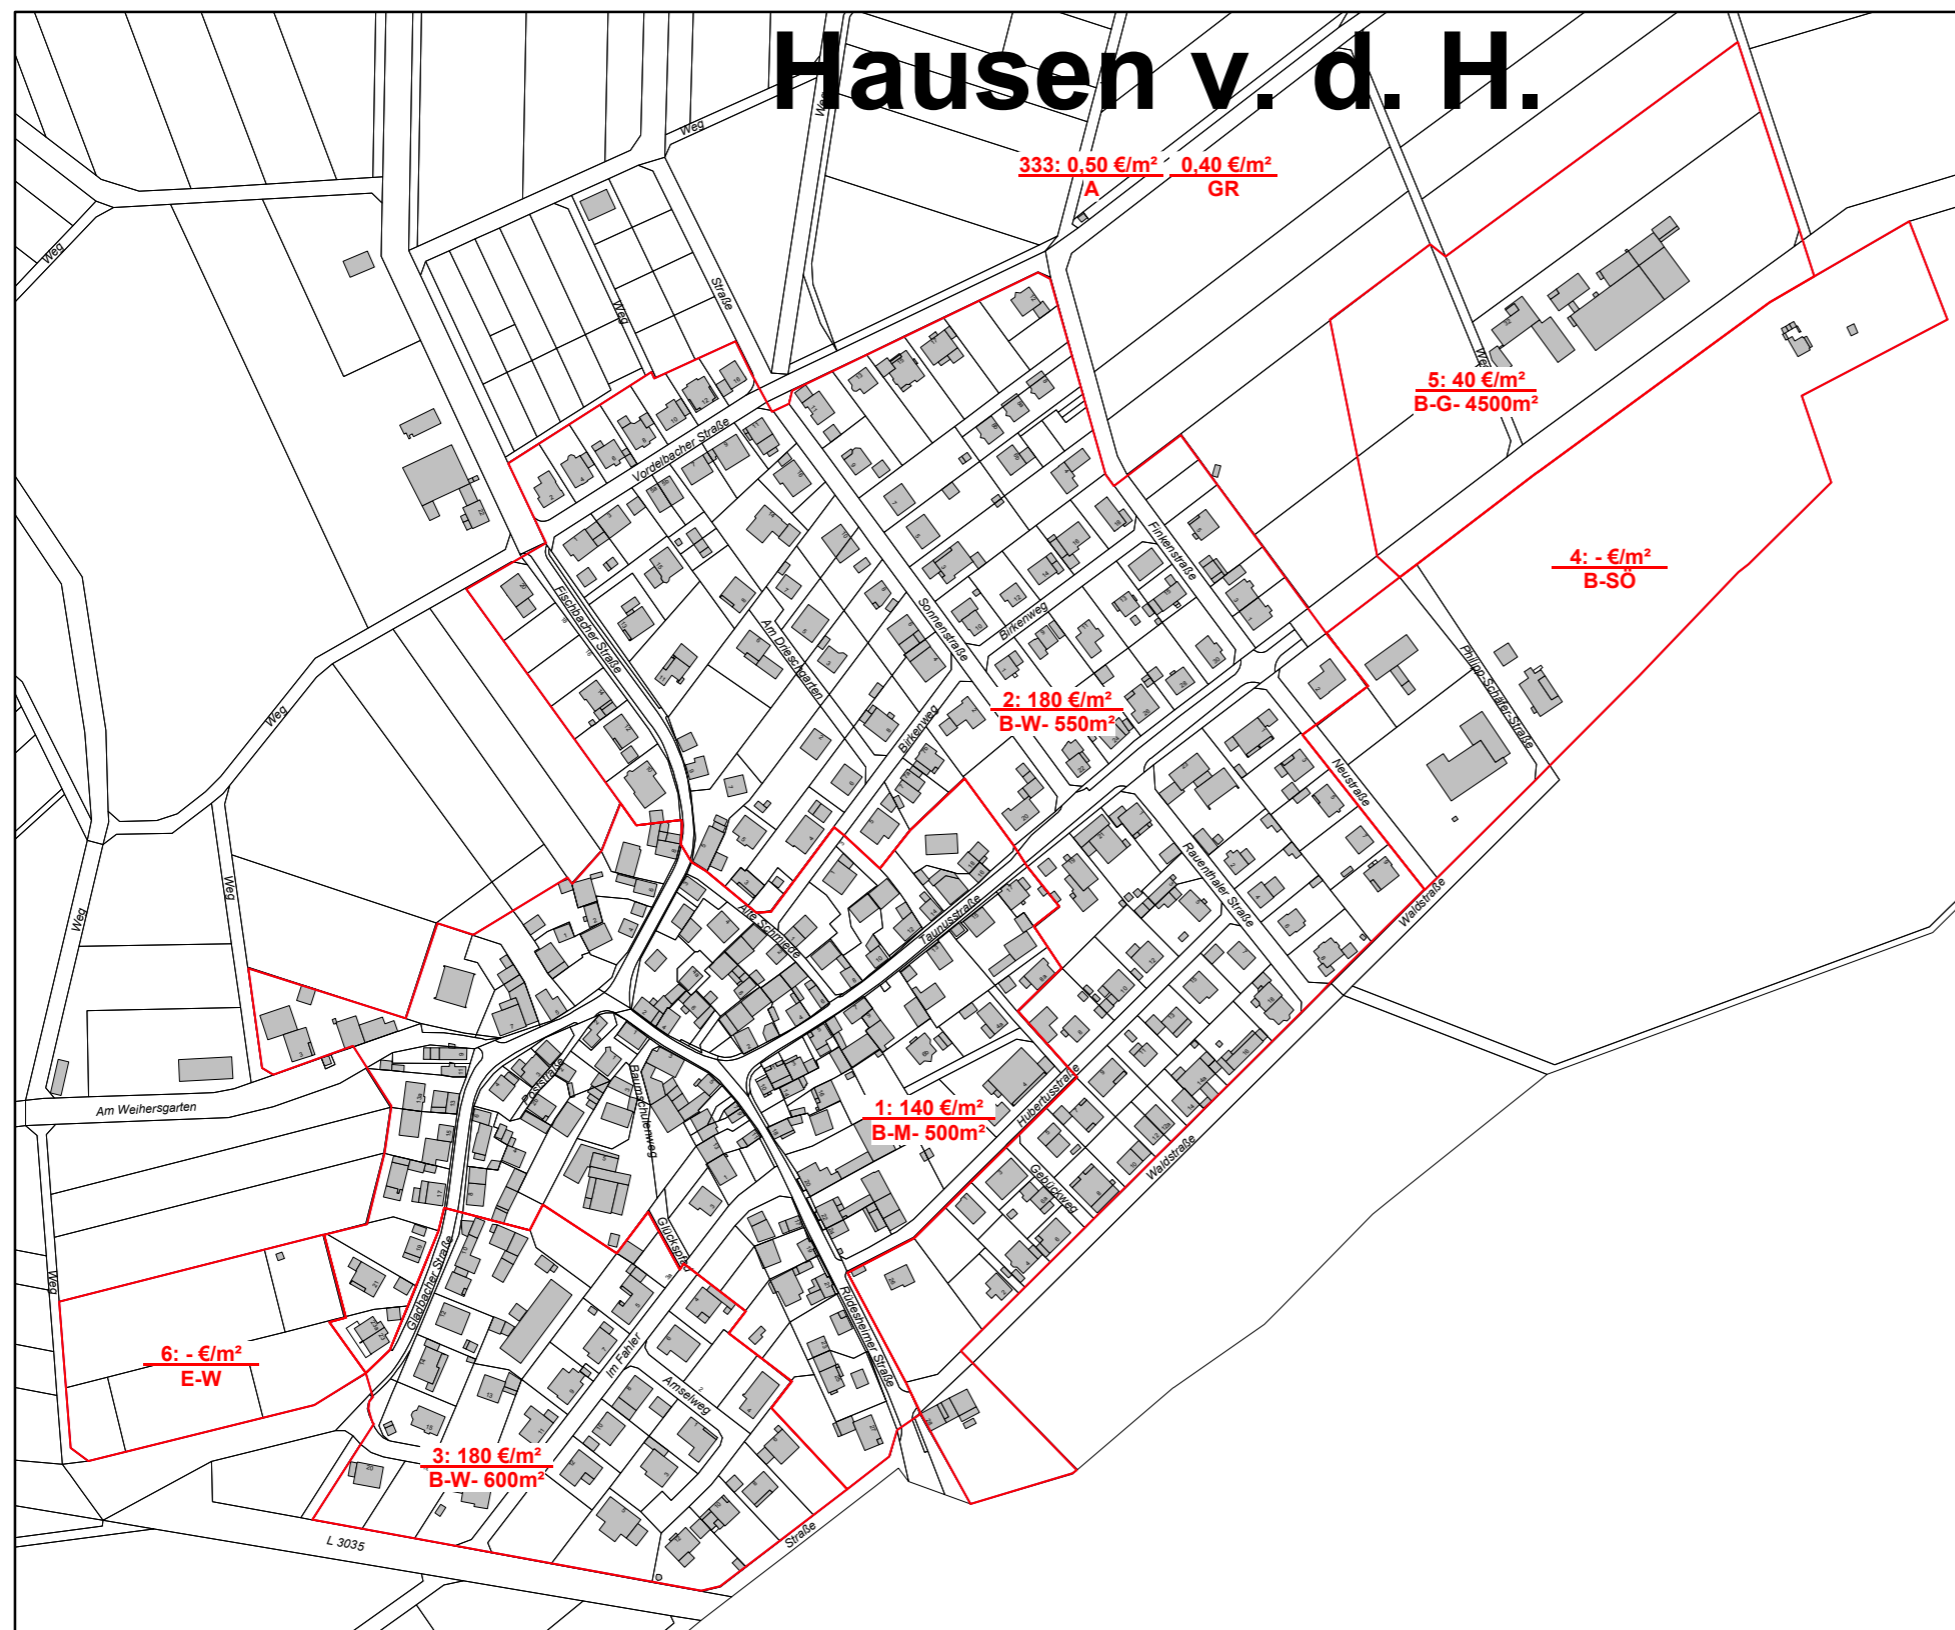 Hausen v. d. H.
Weg
Weg
333: 0,50 €/m² 0,40 €/m²
A GR
Weg
Straße
Weg
5: 40 €/m²
B-G- 4500m²
Vordelbacher Straße
4: - €/m²
B-SÖ
Finkenstraße
Fischbacher Straße
Am Drieschgarten
Sonnenstraße
Birkenweg
Philipp-Schäfer-Straße
2: 180 €/m²
B-W- 550m²
Birkenweg
Weg
Neustraße
Rauenthaler Straße
Weg
Weg
Waldstraße
Alte Schmiede
Taunusstraße
Poststraße
Baumschulenweg
Am Weihersgarten
1: 140 €/m²
B-M- 500m²
Hubertusstraße
Waldstraße
Gebückweg
Glückspfad
Gladbacher Straße
Weg
Rüdesheimer Straße
6: - €/m²
E-W
Im Fahler
Amselweg
3: 180 €/m²
B-W- 600m²
L 3035
Straße